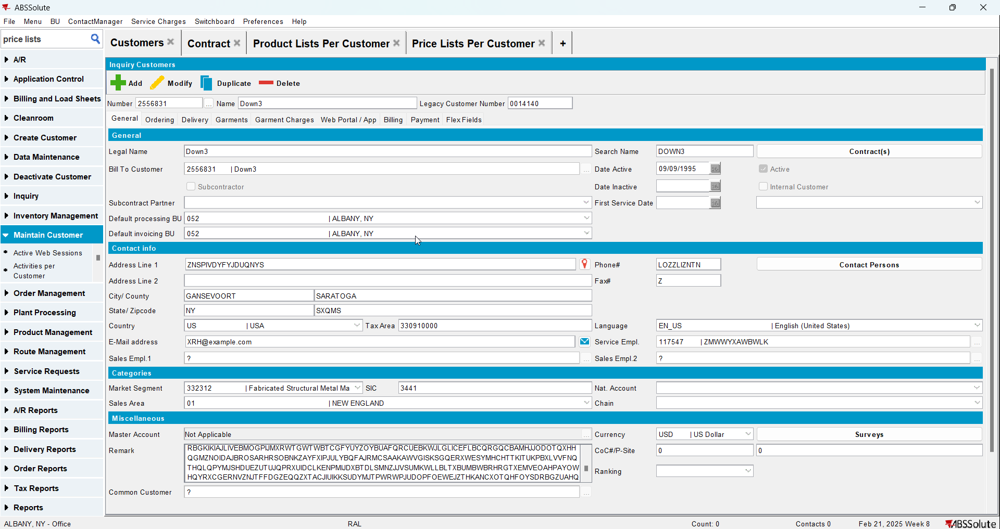 ABSSolute
File Menu BU ContactManager Service Charges Switchboard Preferences Help
price lists
Customers Contract Product Lists Per Customer Price Lists Per Customer +
A/R
Application Control
Billing and Load Sheets
Cleanroom
Create Customer
Data Maintenance
Deactivate Customer
Inquiry
Inventory Management
Maintain Customer
Active Web Sessions
Activities per
Customer
Order Management
Plant Processing
Product Management
Route Management
Service Requests
System Maintenance
A/R Reports
Billing Reports
Delivery Reports
Order Reports
Tax Reports
Reports
Inquiry Customers
Add Modify Duplicate Delete
Number 2556831 ... Name Down3 Legacy Customer Number 0014140
General Ordering Delivery Garments Garment Charges Web Portal / App Billing Payment Flex Fields
General
Legal Name Down3 Search Name DOWN3 Contract(s)
Bill To Customer 2556831 | Down3 ... Date Active 09/09/1995 16 Active
Subcontractor Date Inactive 16 Internal Customer
Subcontract Partner First Service Date 16
Default processing BU 052 | ALBANY, NY
Default invoicing BU 052 | ALBANY, NY
Contact info
Address Line 1 ZNSPIVDYFYJDUQNYS Phone# LOZZLIZNTN Contact Persons
Address Line 2 Fax# Z
City/ County GANSEVOORT SARATOGA
State/ Zipcode NY SXQMS
Country US | USA Tax Area 330910000 Language EN_US | English (United States)
E-Mail address XRH@example.com Service Empl. 117547 | ZMWWYXAWBWLK ...
Sales Empl.1 ? ... Sales Empl.2 ? ...
Categories
Market Segment 332312 | Fabricated Structural Metal Ma SIC 3441 Nat. Account
Sales Area 01 | NEW ENGLAND Chain
Miscellaneous
Master Account Not Applicable ... Currency USD | US Dollar Surveys
Remark RBGKIKIAJLIVEBMOGPIJMXRWTGWTWBTCGFYUYZOYBUAFQRCUEBKWJLGLICEFLBCQRGQCBAMHJJODOTQXHH CoC#/P-Site 0 0
QGMZNOIDAJBROSARHRSOBNKZAYFXIPJULYBQFAJRMCSAAKAWVGISKSGQERXWESYMHCHTTKITUKPBXLVVFNQ
THQLQPYMJSHDUEZUTUJQPRXUIDCLKENPMIJDXBTDLSMNZJJVSUMKWLLBLTXBUMBWBRHRGTXEMVEOAHPAYOW
HQYRXCGERNVZNJTFFDGZEQQZXTACJIUIKKSUDYMJTPWRWPJUDOPFOEWEJZTHKANCXOTQHFOYSDRBGZUAHQ
Ranking
Common Customer ? ...
ALBANY, NY - Office RAL Count: 0 Contacts 0 Feb 21, 2025 Week 8 ABSSolute